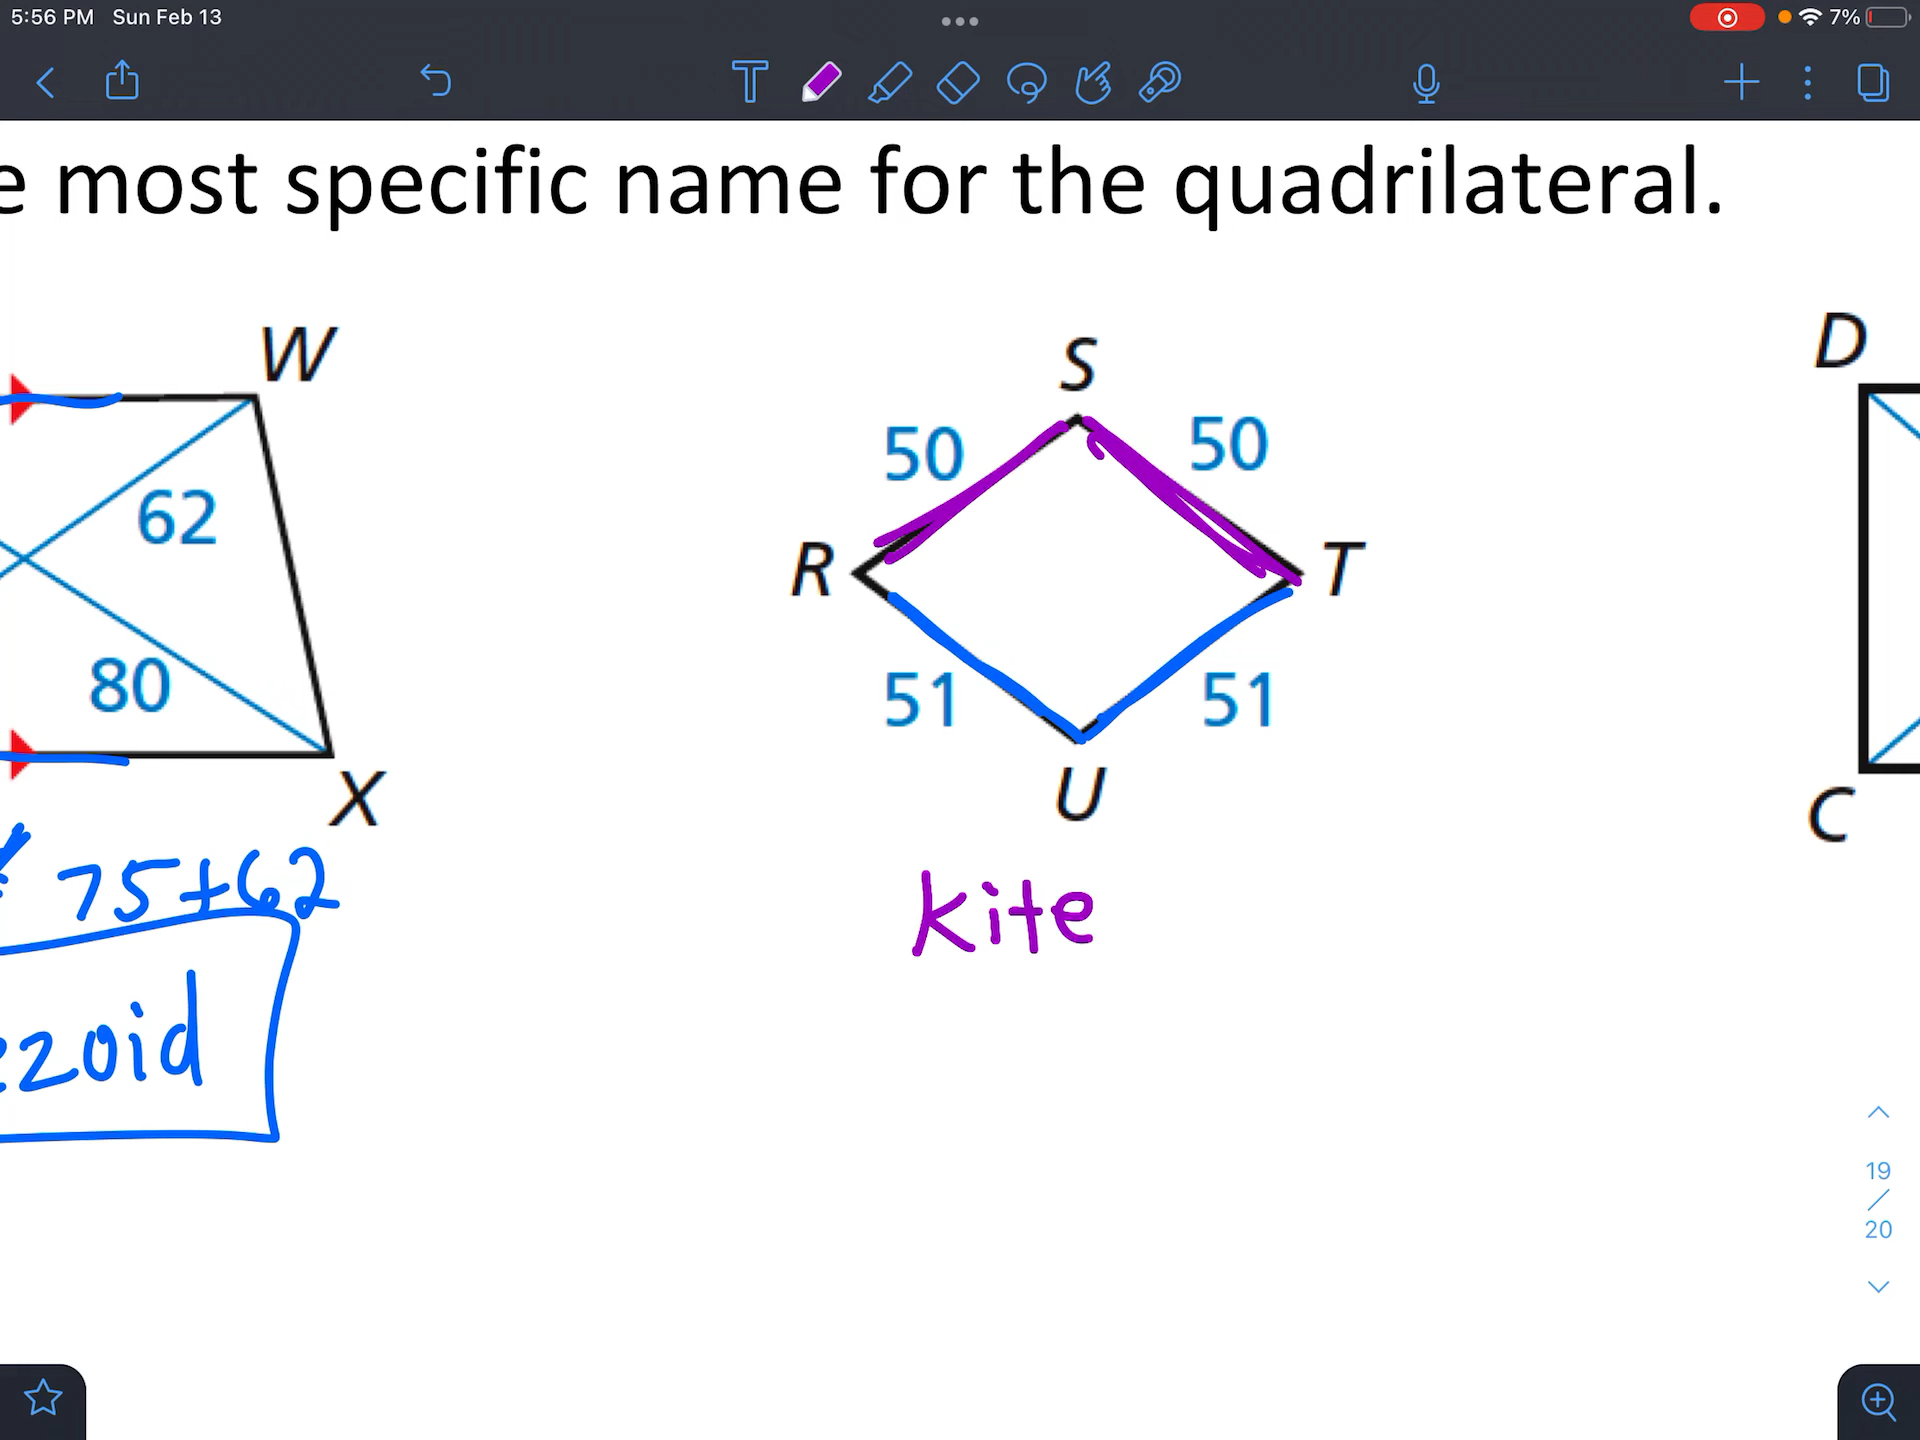 5:56 PM Sun Feb 13
7%
T
e most specific name for the quadrilateral.
W
62
80
X
75+62
ezoid
S
50 50
R T
51 51
U
kite
D
C
19
/
20